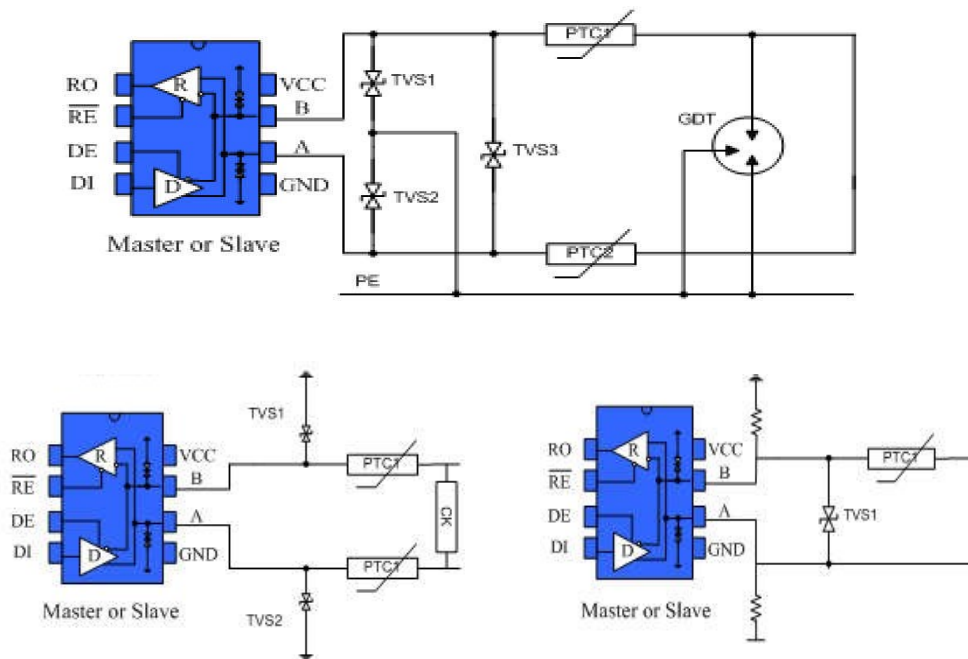 PTC1
RO
R
VCC
TVS1
RE
B
GDT
DE
A
TVS3
TVS2
DI
D
GND
Master or Slave
PTC2
PE
TVS1
RO
R
VCC
PTC1
RE
B
DE
A
CK
DI
D
GND
PTC1
Master or Slave
TVS2
RO
R
VCC
PTC1
RE
B
DE
A
TVS1
DI
D
GND
Master or Slave